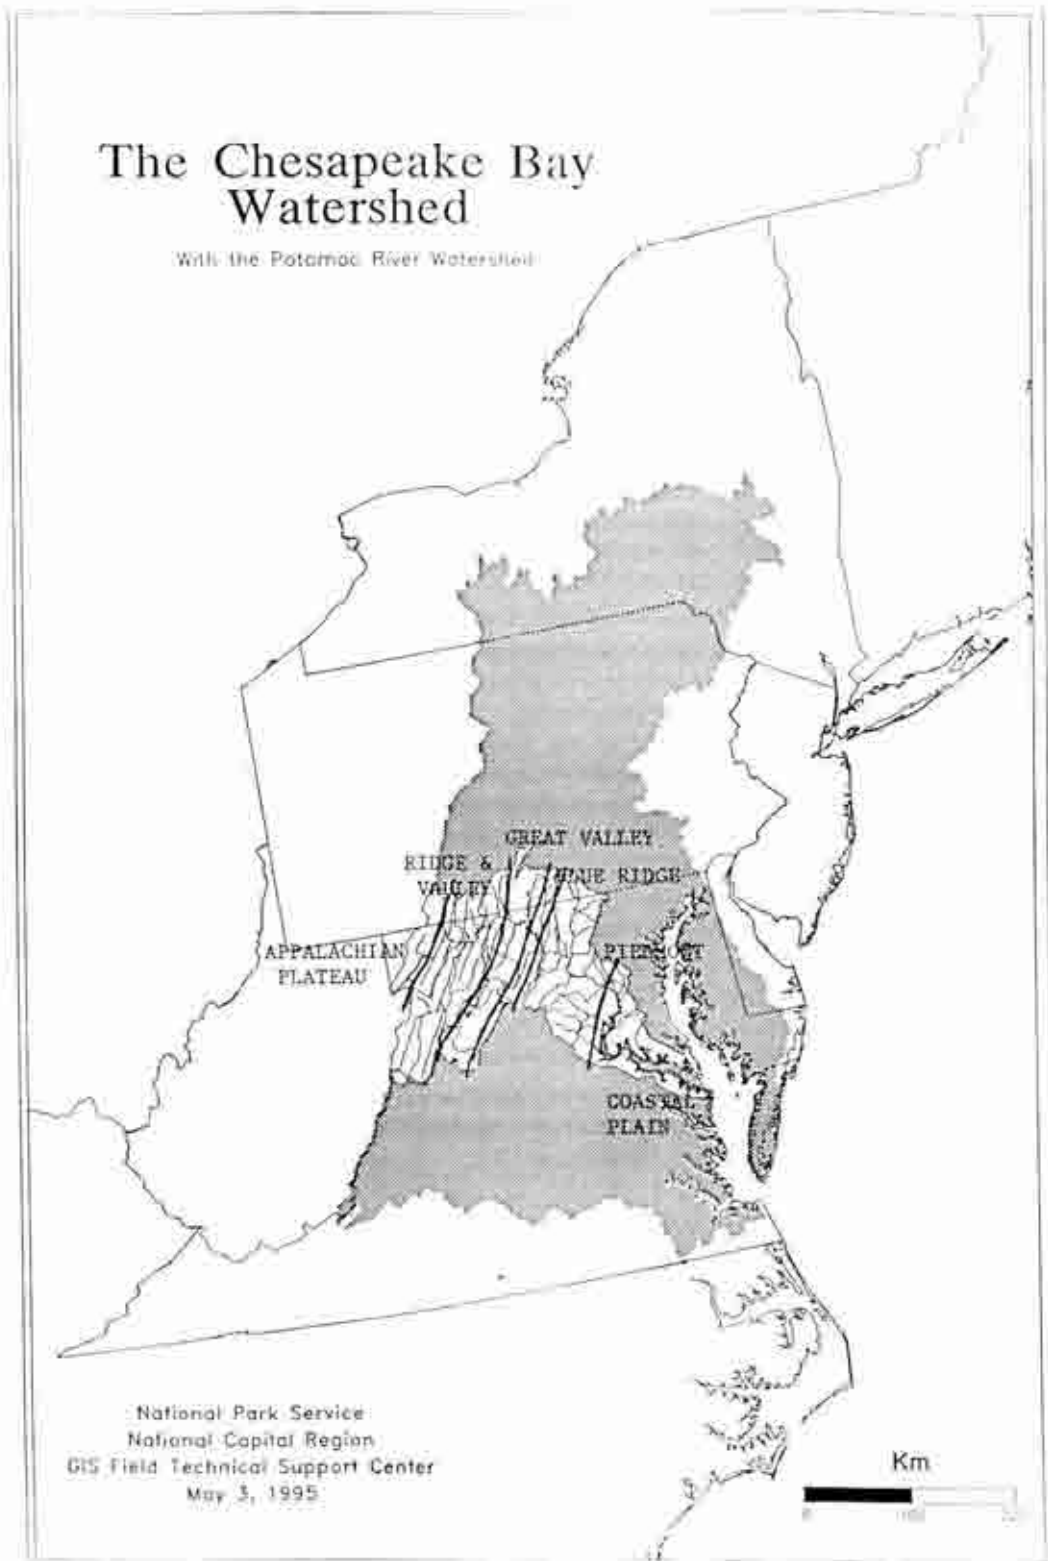 The Chesapeake Bay
Watershed
With the Potomac River Watershed
GREAT VALLEY
RIDGE &
VALLEY
BLUE RIDGE
APPALACHIAN
PLATEAU
PIEDMONT
COASTAL
PLAIN
National Park Service
National Capital Region
GIS Field Technical Support Center
May 3, 1995
Km